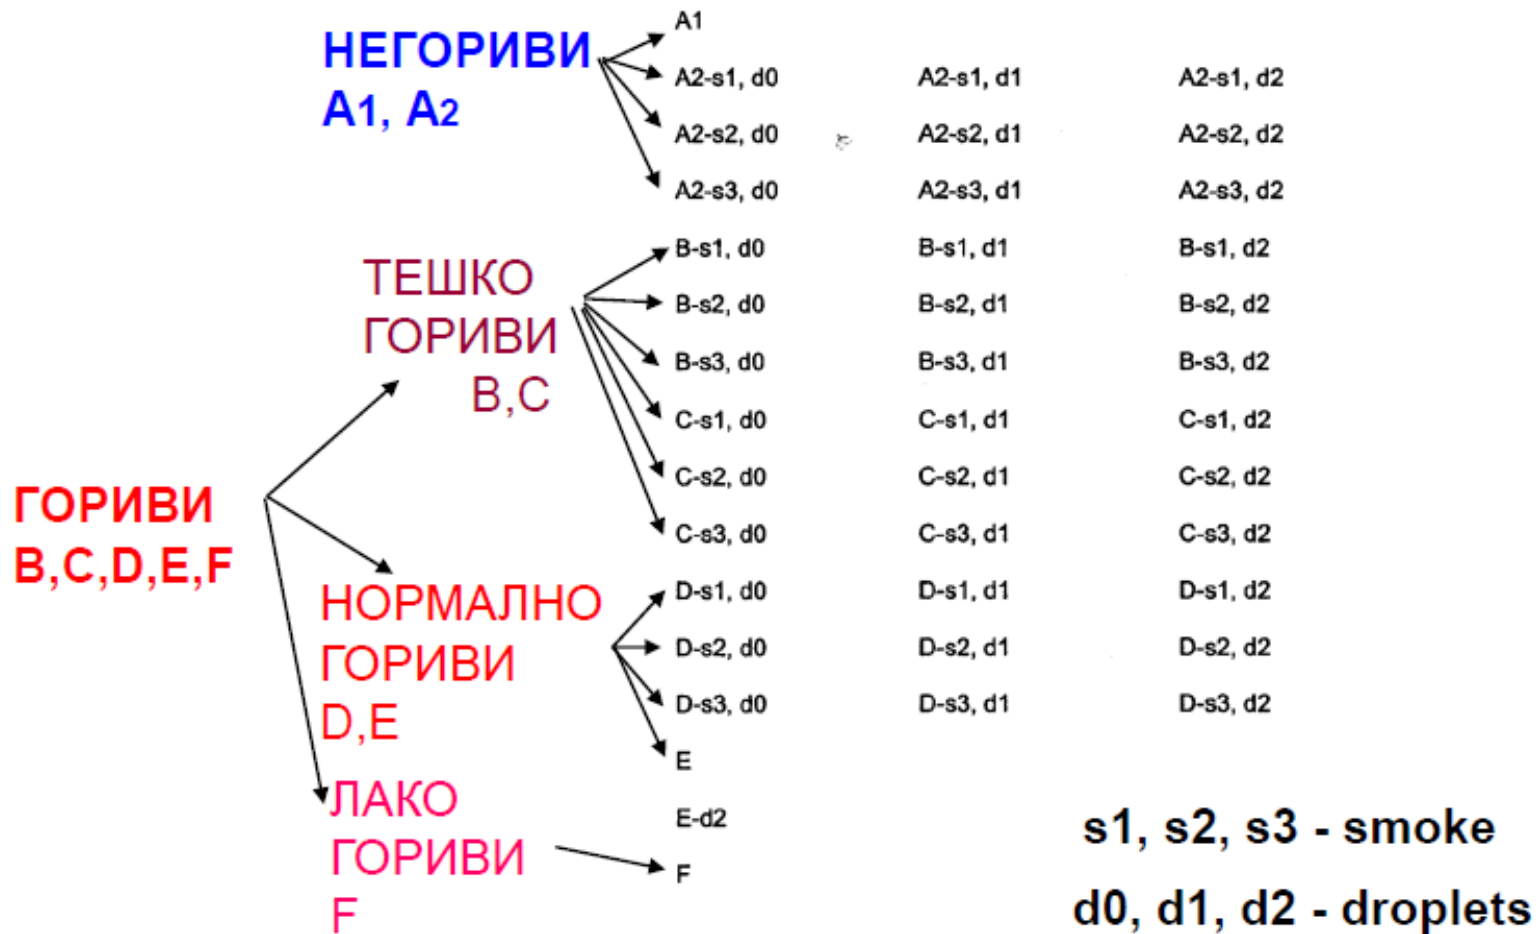 НЕГОРИВИ
A1, A2
A1
A2-s1, d0 A2-s1, d1 A2-s1, d2
A2-s2, d0 A2-s2, d1 A2-s2, d2
A2-s3, d0 A2-s3, d1 A2-s3, d2
ТЕШКО
ГОРИВИ
B,C
B-s1, d0 B-s1, d1 B-s1, d2
B-s2, d0 B-s2, d1 B-s2, d2
B-s3, d0 B-s3, d1 B-s3, d2
C-s1, d0 C-s1, d1 C-s1, d2
C-s2, d0 C-s2, d1 C-s2, d2
C-s3, d0 C-s3, d1 C-s3, d2
ГОРИВИ
B,C,D,E,F
НОРМАЛНО
ГОРИВИ
D,E
D-s1, d0 D-s1, d1 D-s1, d2
D-s2, d0 D-s2, d1 D-s2, d2
D-s3, d0 D-s3, d1 D-s3, d2
E
E-d2
ЛАКО
ГОРИВИ
F
F
s1, s2, s3 - smoke
d0, d1, d2 - droplets